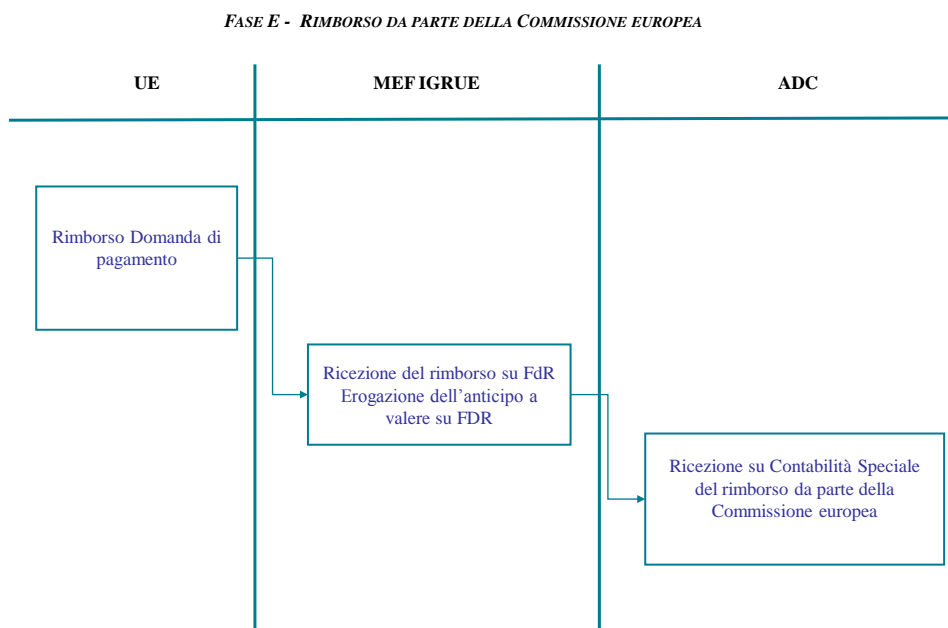 FASE E - RIMBORSO DA PARTE DELLA COMMISSIONE EUROPEA
UE
MEF IGRUE
ADC
Rimborso Domanda di
pagamento
Ricezione del rimborso su FdR
Erogazione dell’anticipo a
valere su FDR
Ricezione su Contabilità Speciale
del rimborso da parte della
Commissione europea